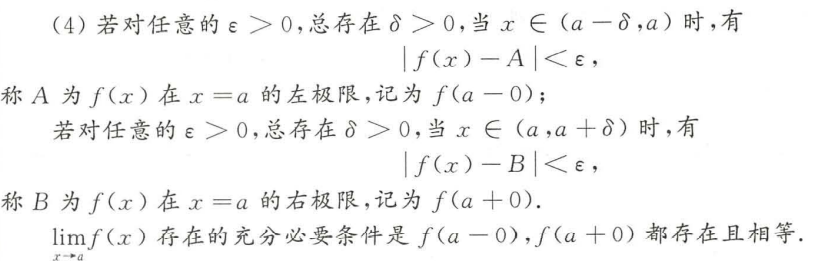 (4) 若对任意的 ε > 0,总存在 δ > 0,当 x ∈ (a − δ,a) 时,有
| f(x) − A | < ε,
称 A 为 f(x) 在 x = a 的左极限,记为 f(a − 0);
若对任意的 ε > 0,总存在 δ > 0,当 x ∈ (a,a + δ) 时,有
| f(x) − B | < ε,
称 B 为 f(x) 在 x = a 的右极限,记为 f(a + 0).
lim f(x) 存在的充分必要条件是 f(a − 0),f(a + 0) 都存在且相等.
x→a